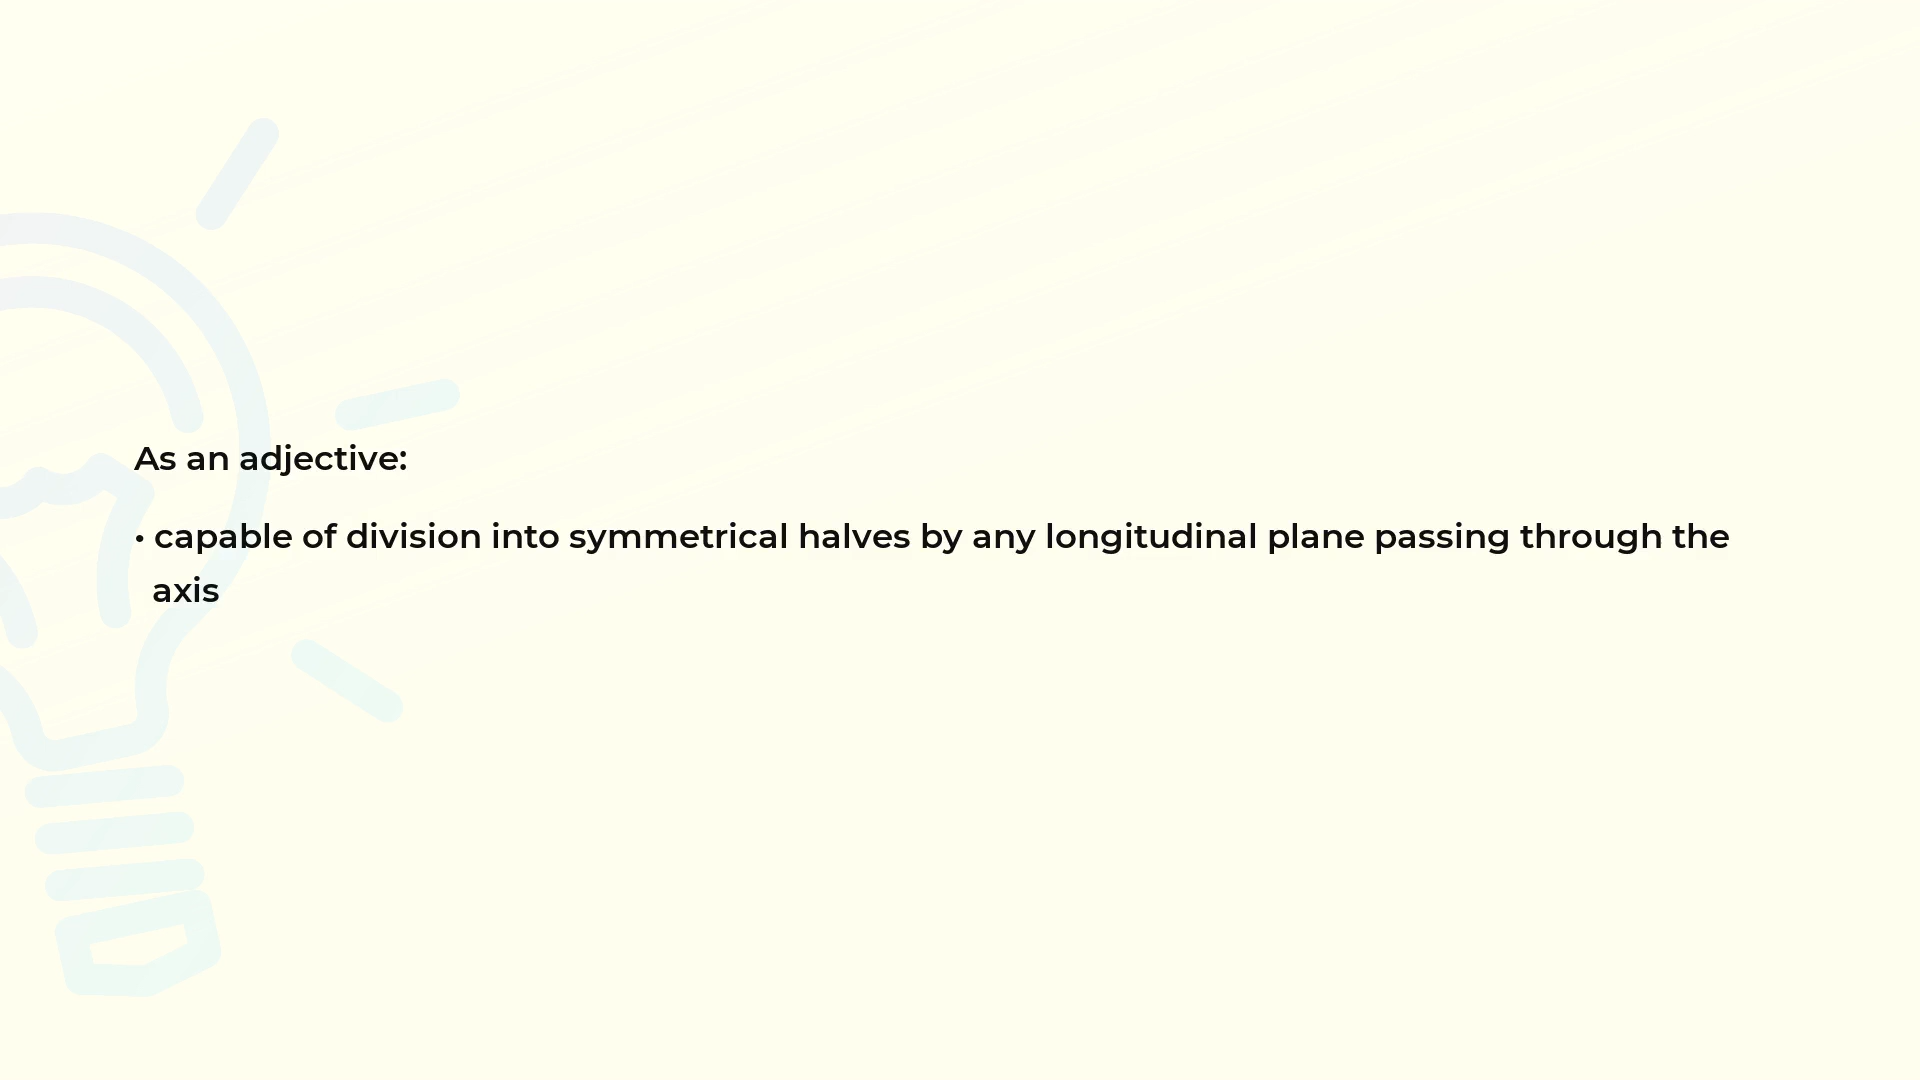 As an adjective:
• capable of division into symmetrical halves by any longitudinal plane passing through the
axis